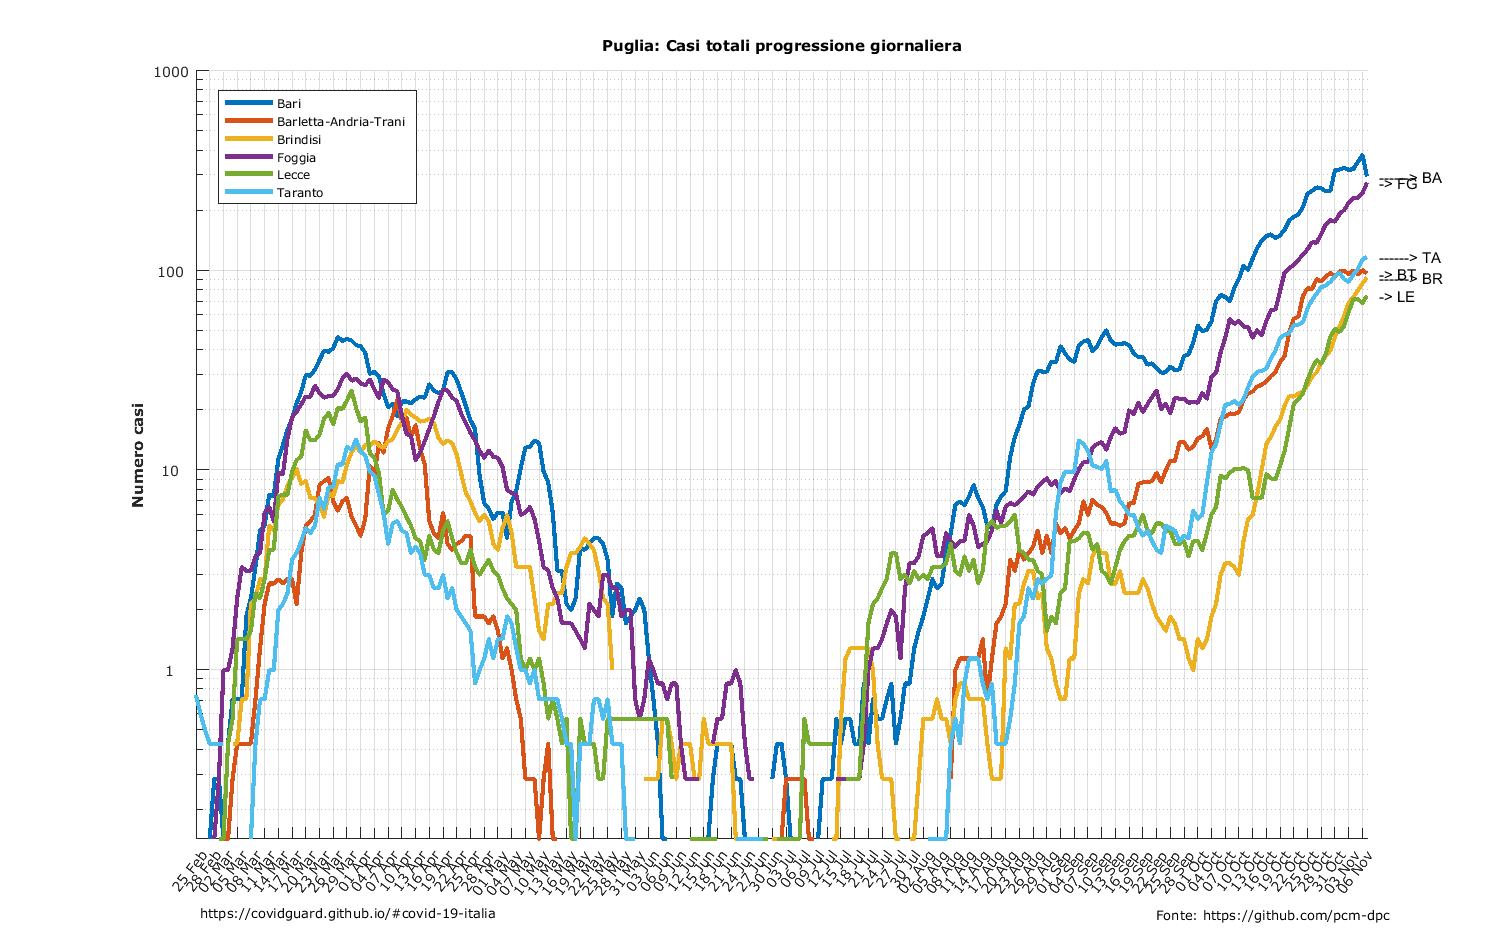 Puglia: Casi totali progressione giornaliera
1000
100
10
1
Numero casi
Bari
Barletta-Andria-Trani
Brindisi
Foggia
Lecce
Taranto
-------> BA
-> FG
------> TA
-> BT
-------> BR
-> LE
25 Feb
28 Feb
02 Mar
05 Mar
08 Mar
11 Mar
14 Mar
17 Mar
20 Mar
23 Mar
26 Mar
29 Mar
01 Apr
04 Apr
07 Apr
10 Apr
13 Apr
16 Apr
19 Apr
22 Apr
25 Apr
28 Apr
01 May
04 May
07 May
10 May
13 May
16 May
19 May
22 May
25 May
28 May
31 May
03 Jun
06 Jun
09 Jun
12 Jun
15 Jun
18 Jun
21 Jun
24 Jun
27 Jun
30 Jun
03 Jul
06 Jul
09 Jul
12 Jul
15 Jul
18 Jul
21 Jul
24 Jul
27 Jul
30 Jul
02 Aug
05 Aug
08 Aug
11 Aug
14 Aug
17 Aug
20 Aug
23 Aug
26 Aug
29 Aug
01 Sep
04 Sep
07 Sep
10 Sep
13 Sep
16 Sep
19 Sep
22 Sep
25 Sep
28 Sep
01 Oct
04 Oct
07 Oct
10 Oct
13 Oct
16 Oct
19 Oct
22 Oct
25 Oct
28 Oct
31 Oct
03 Nov
06 Nov
https://covidguard.github.io/#covid-19-italia
Fonte: https://github.com/pcm-dpc